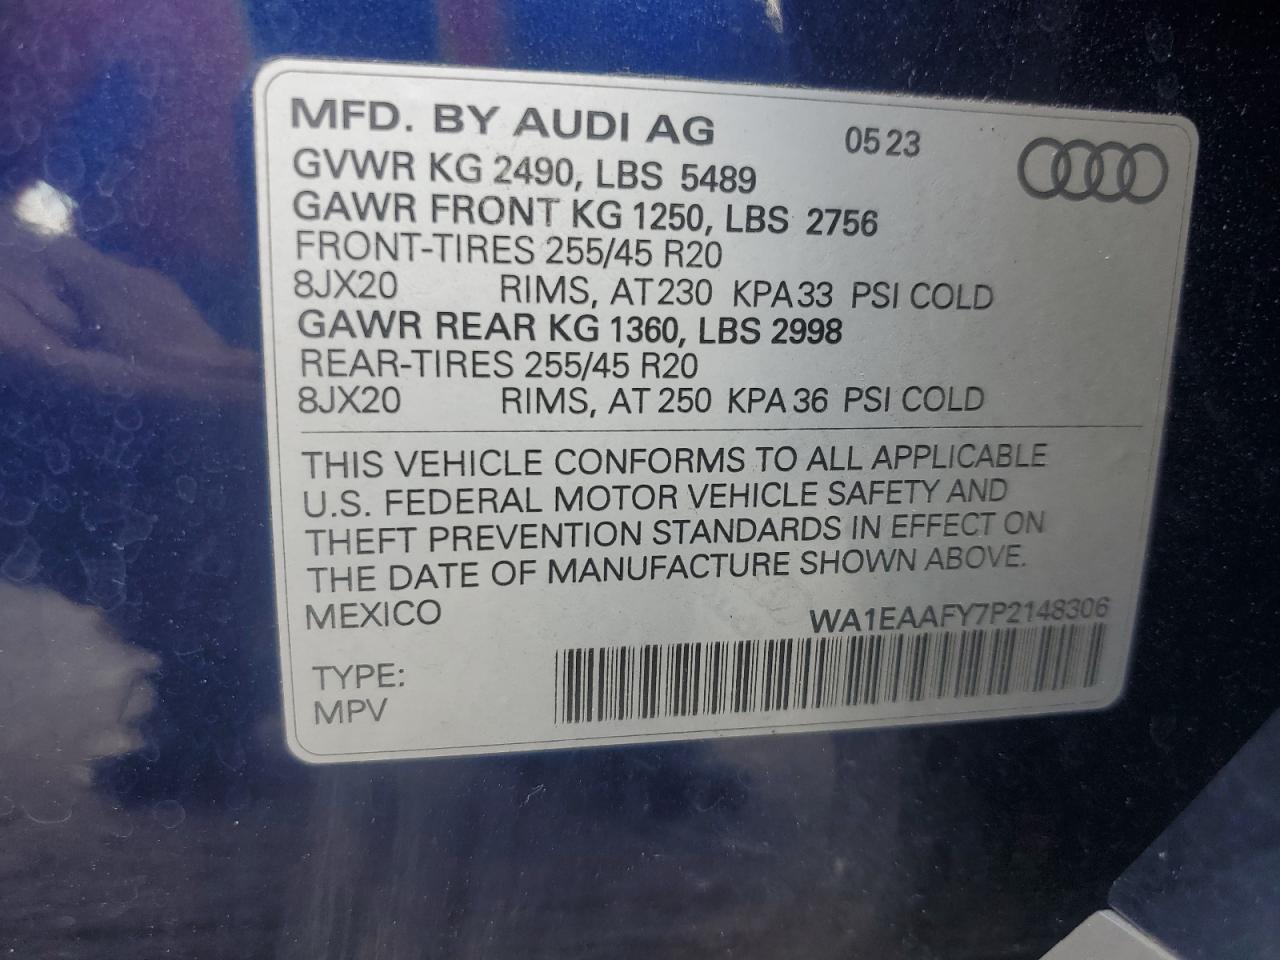 MFD. BY AUDI AG 0523
GVWR KG 2490, LBS 5489
GAWR FRONT KG 1250, LBS 2756
FRONT-TIRES 255/45 R20
8JX20 RIMS, AT 230 KPA 33 PSI COLD
GAWR REAR KG 1360, LBS 2998
REAR-TIRES 255/45 R20
8JX20 RIMS, AT 250 KPA 36 PSI COLD
THIS VEHICLE CONFORMS TO ALL APPLICABLE
U.S. FEDERAL MOTOR VEHICLE SAFETY AND
THEFT PREVENTION STANDARDS IN EFFECT ON
THE DATE OF MANUFACTURE SHOWN ABOVE.
MEXICO WA1EAAFY7P2148306
TYPE:
MPV